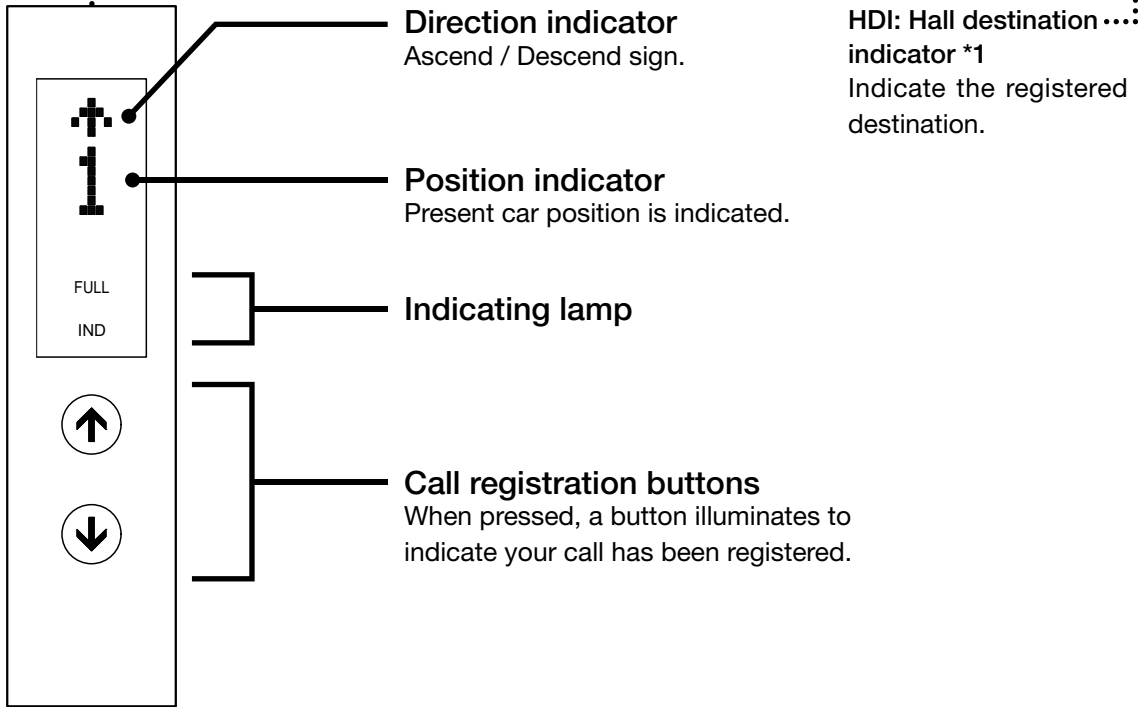 Direction indicator
Ascend / Descend sign.
HDI: Hall destination
indicator *1
Indicate the registered
destination.
1
Position indicator
Present car position is indicated.
FULL
IND
Indicating lamp
Call registration buttons
When pressed, a button illuminates to
indicate your call has been registered.